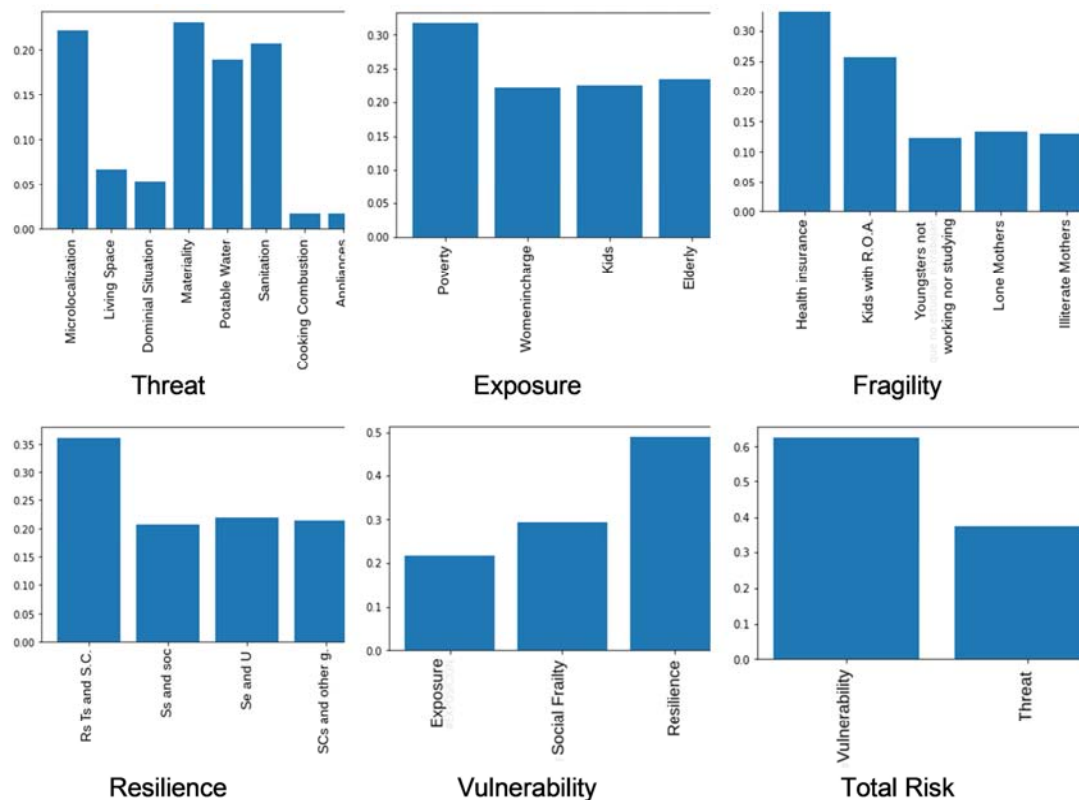 0.20
0.15
0.10
0.05
0.00
Microlocalization
Living Space
Dominial Situation
Materiality
Potable Water
Sanitation
Cooking Combustion
Appliances
Threat
0.30
0.25
0.20
0.15
0.10
0.05
0.00
Poverty
Womenincharge
Kids
Elderly
Exposure
0.30
0.25
0.20
0.15
0.10
0.05
0.00
Health insurance
Kids with R.O.A.
Youngsters not
working nor studying
Lone Mothers
Illiterate Mothers
Fragility
0.35
0.30
0.25
0.20
0.15
0.10
0.05
0.00
Rs Ts and S.C.
Ss and soc
Se and U
SCs and other g.
Resilience
0.5
0.4
0.3
0.2
0.1
0.0
Exposure
Social Frailty
Resilience
Vulnerability
0.6
0.5
0.4
0.3
0.2
0.1
0.0
Vulnerability
Threat
Total Risk